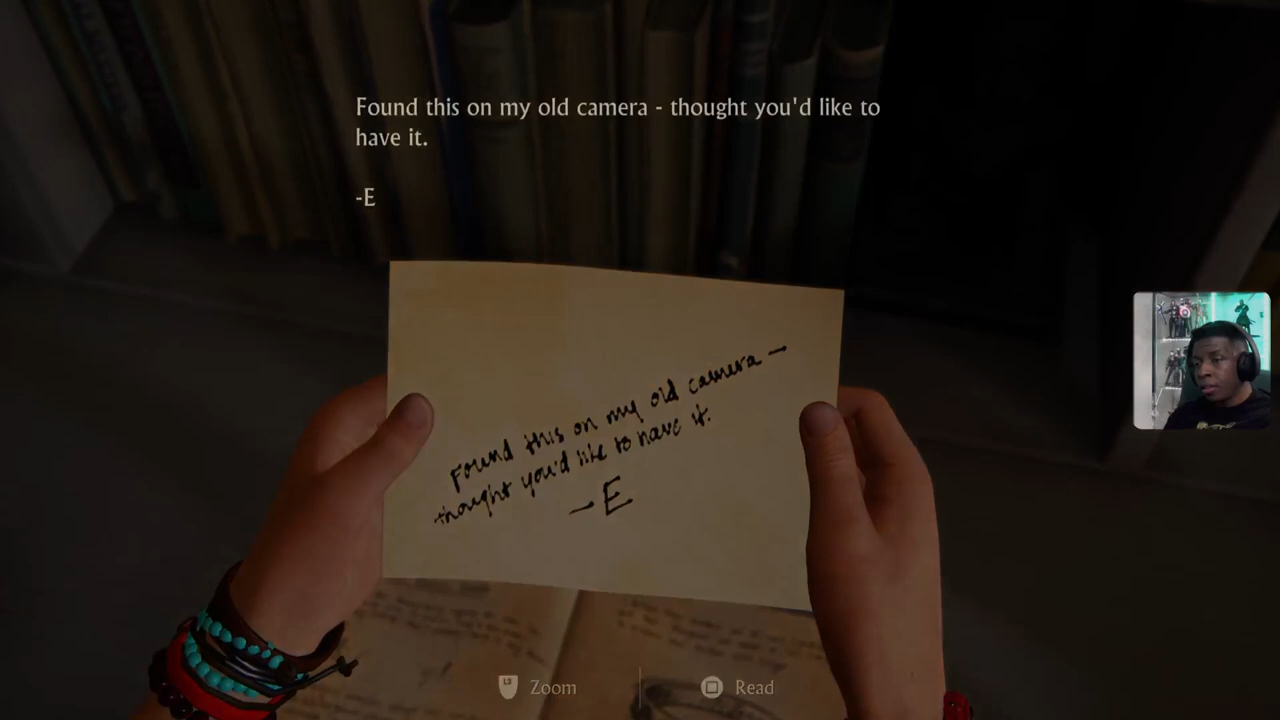 Found this on my old camera - thought you'd like to
have it.
-E
Found this on my old camera —
thought you'd like to have it.
— E
L3 Zoom
Read